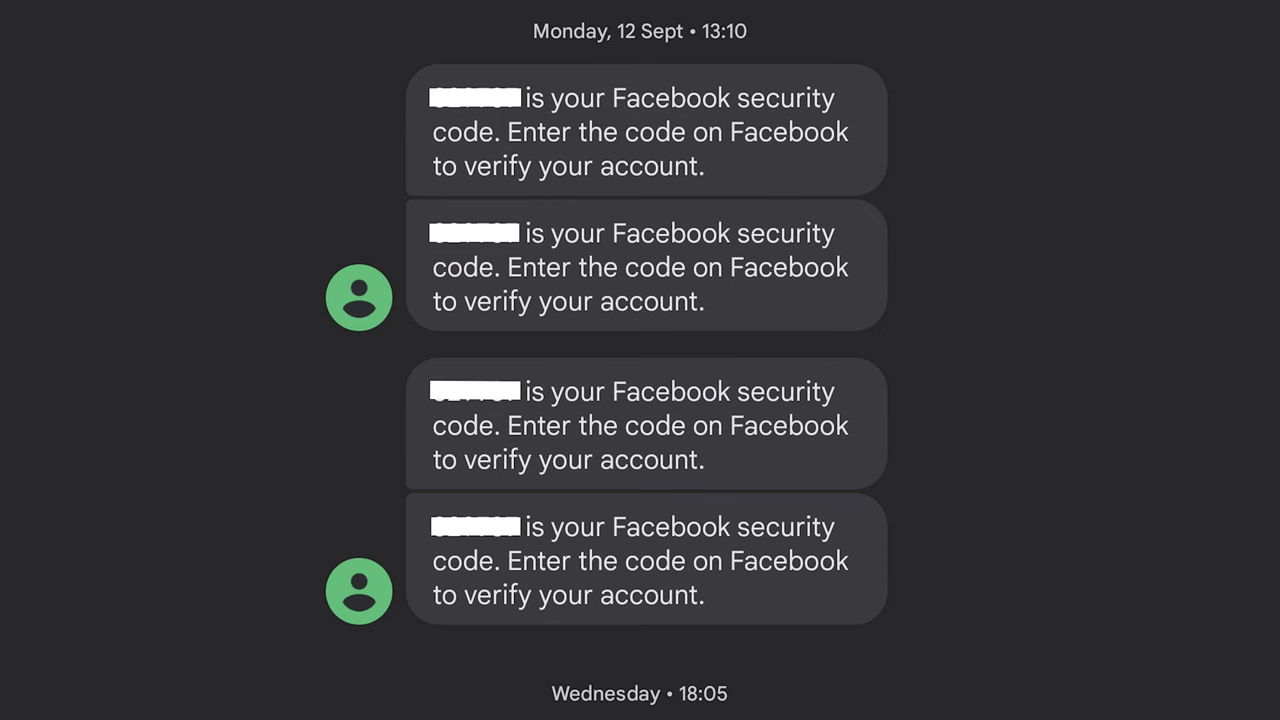 Monday, 12 Sept • 13:10
is your Facebook security
code. Enter the code on Facebook
to verify your account.
is your Facebook security
code. Enter the code on Facebook
to verify your account.
is your Facebook security
code. Enter the code on Facebook
to verify your account.
is your Facebook security
code. Enter the code on Facebook
to verify your account.
Wednesday • 18:05